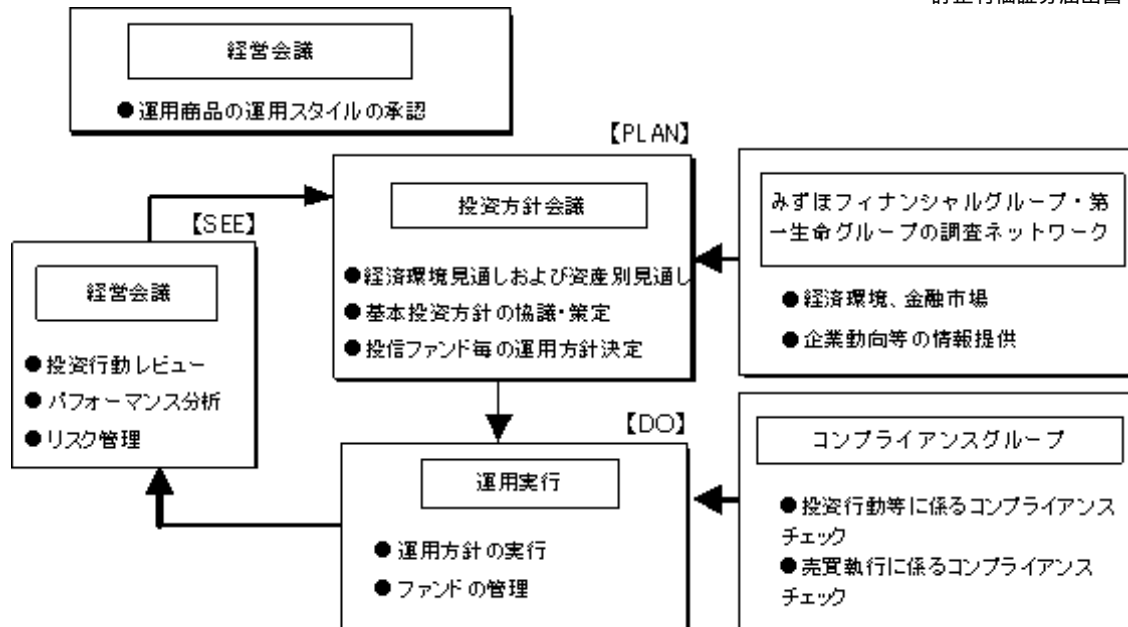 訂正有価証券届出書
経営会議
●運用商品の運用スタイルの承認
【PLAN】
投資方針会議
●経済環境見通しおよび資産別見通し
●基本投資方針の協議・策定
●投信ファンド毎の運用方針決定
みずほフィナンシャルグループ・第
一生命グループの調査ネットワーク
●経済環境、金融市場
●企業動向等の情報提供
【SEE】
経営会議
●投資行動レビュー
●パフォーマンス分析
●リスク管理
【DO】
運用実行
●運用方針の実行
●ファンドの管理
コンプライアンスグループ
●投資行動等に係るコンプライアンス
チェック
●売買執行に係るコンプライアンス
チェック